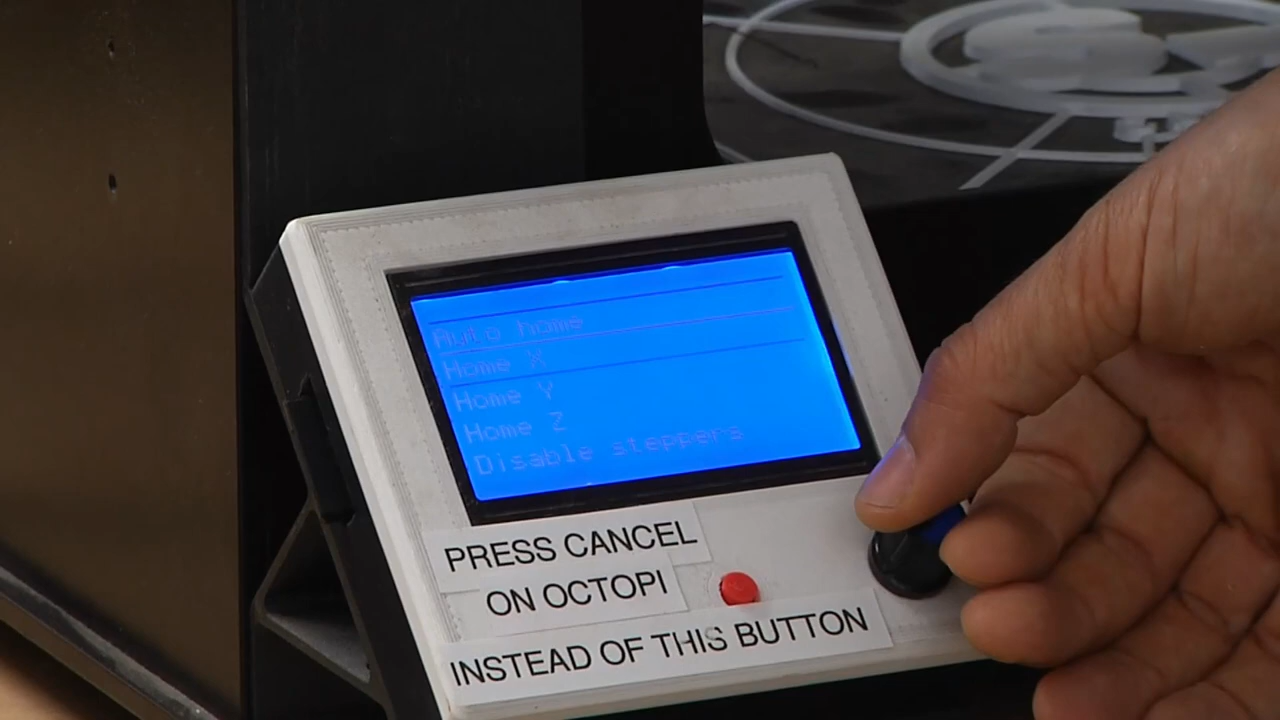 Auto home
Home X
Home Y
Home Z
Disable steppers
PRESS CANCEL
ON OCTOPI
INSTEAD OF THIS BUTTON